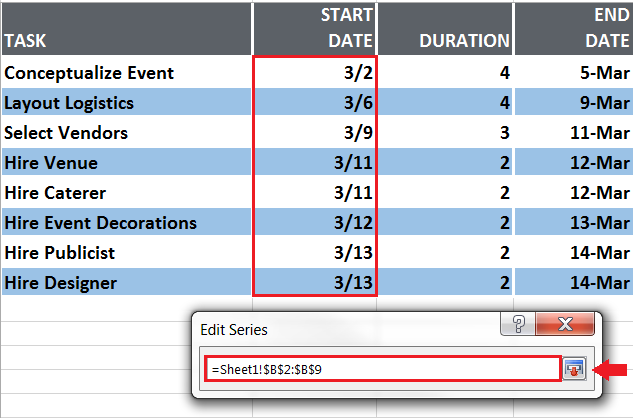 TASK START DATE DURATION END DATE
Conceptualize Event 3/2 4 5-Mar
Layout Logistics 3/6 4 9-Mar
Select Vendors 3/9 3 11-Mar
Hire Venue 3/11 2 12-Mar
Hire Caterer 3/11 2 12-Mar
Hire Event Decorations 3/12 2 13-Mar
Hire Publicist 3/13 2 14-Mar
Hire Designer 3/13 2 14-Mar
Edit Series
=Sheet1!$B$2:$B$9